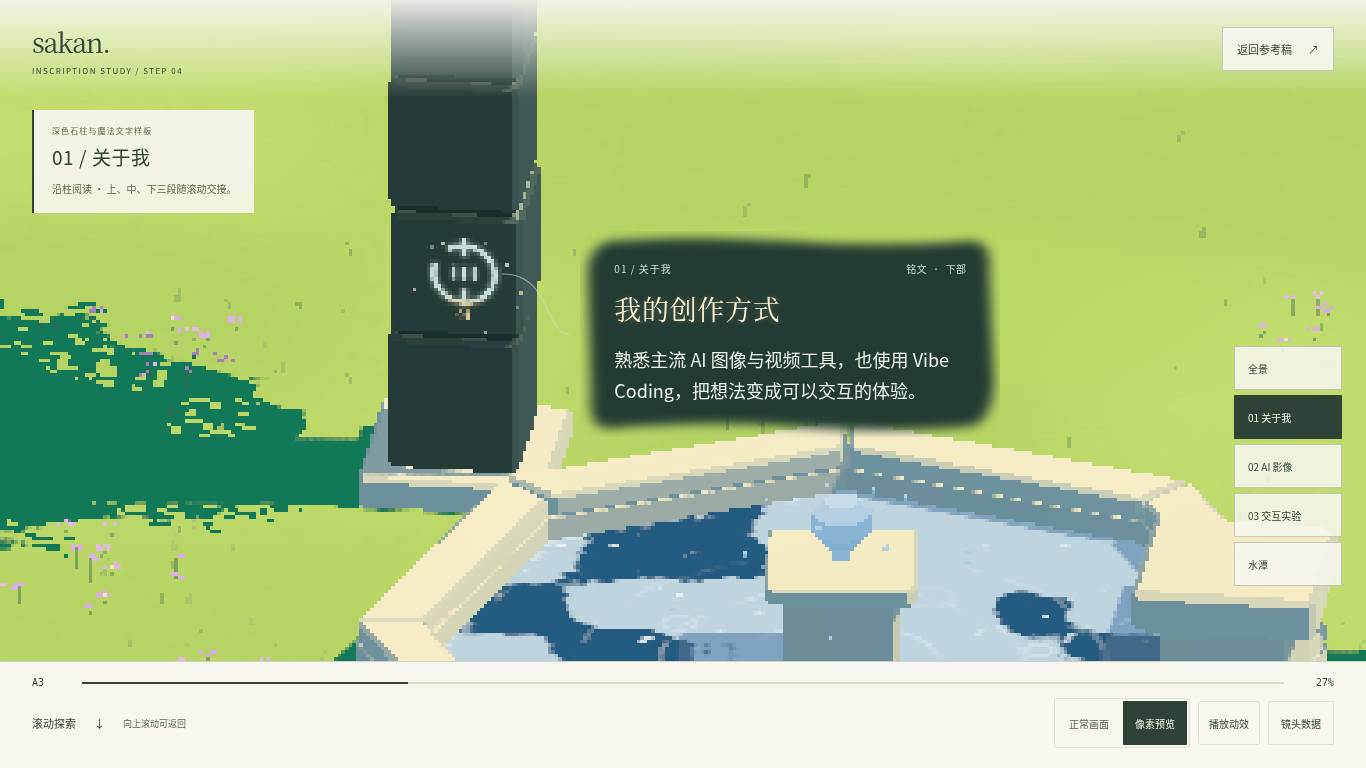 sakan.
INSCRIPTION STUDY / STEP 04
返回参考稿 ↗
深色石柱与魔法文字样板
01 / 关于我
沿柱阅读 · 上、中、下三段随滚动交接。
01 / 关于我
铭文 · 下部
我的创作方式
熟悉主流 AI 图像与视频工具，也使用 Vibe
Coding，把想法变成可以交互的体验。
全景
01 关于我
02 AI 影像
03 交互实验
水潭
A3
27%
滚动探索 ↓ 向上滚动可返回
正常画面
像素预览
播放动效
镜头数据